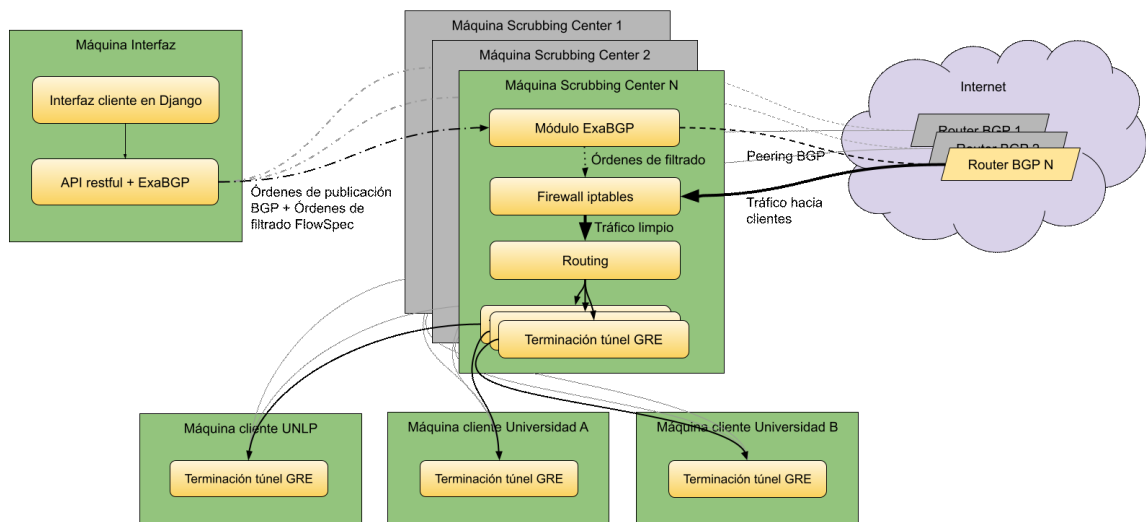 Máquina Scrubbing Center 1
Máquina Scrubbing Center 2
Máquina Scrubbing Center N
Máquina Interfaz
Interfaz cliente en Django
API restful + ExaBGP
Órdenes de publicación
BGP + Órdenes de
filtrado FlowSpec
Módulo ExaBGP
Órdenes de filtrado
Firewall iptables
Tráfico limpio
Routing
Terminación túnel GRE
Peering BGP
Tráfico hacia
clientes
Internet
Router BGP 1
Router BGP 2
Router BGP N
Máquina cliente UNLP
Terminación túnel GRE
Máquina cliente Universidad A
Terminación túnel GRE
Máquina cliente Universidad B
Terminación túnel GRE